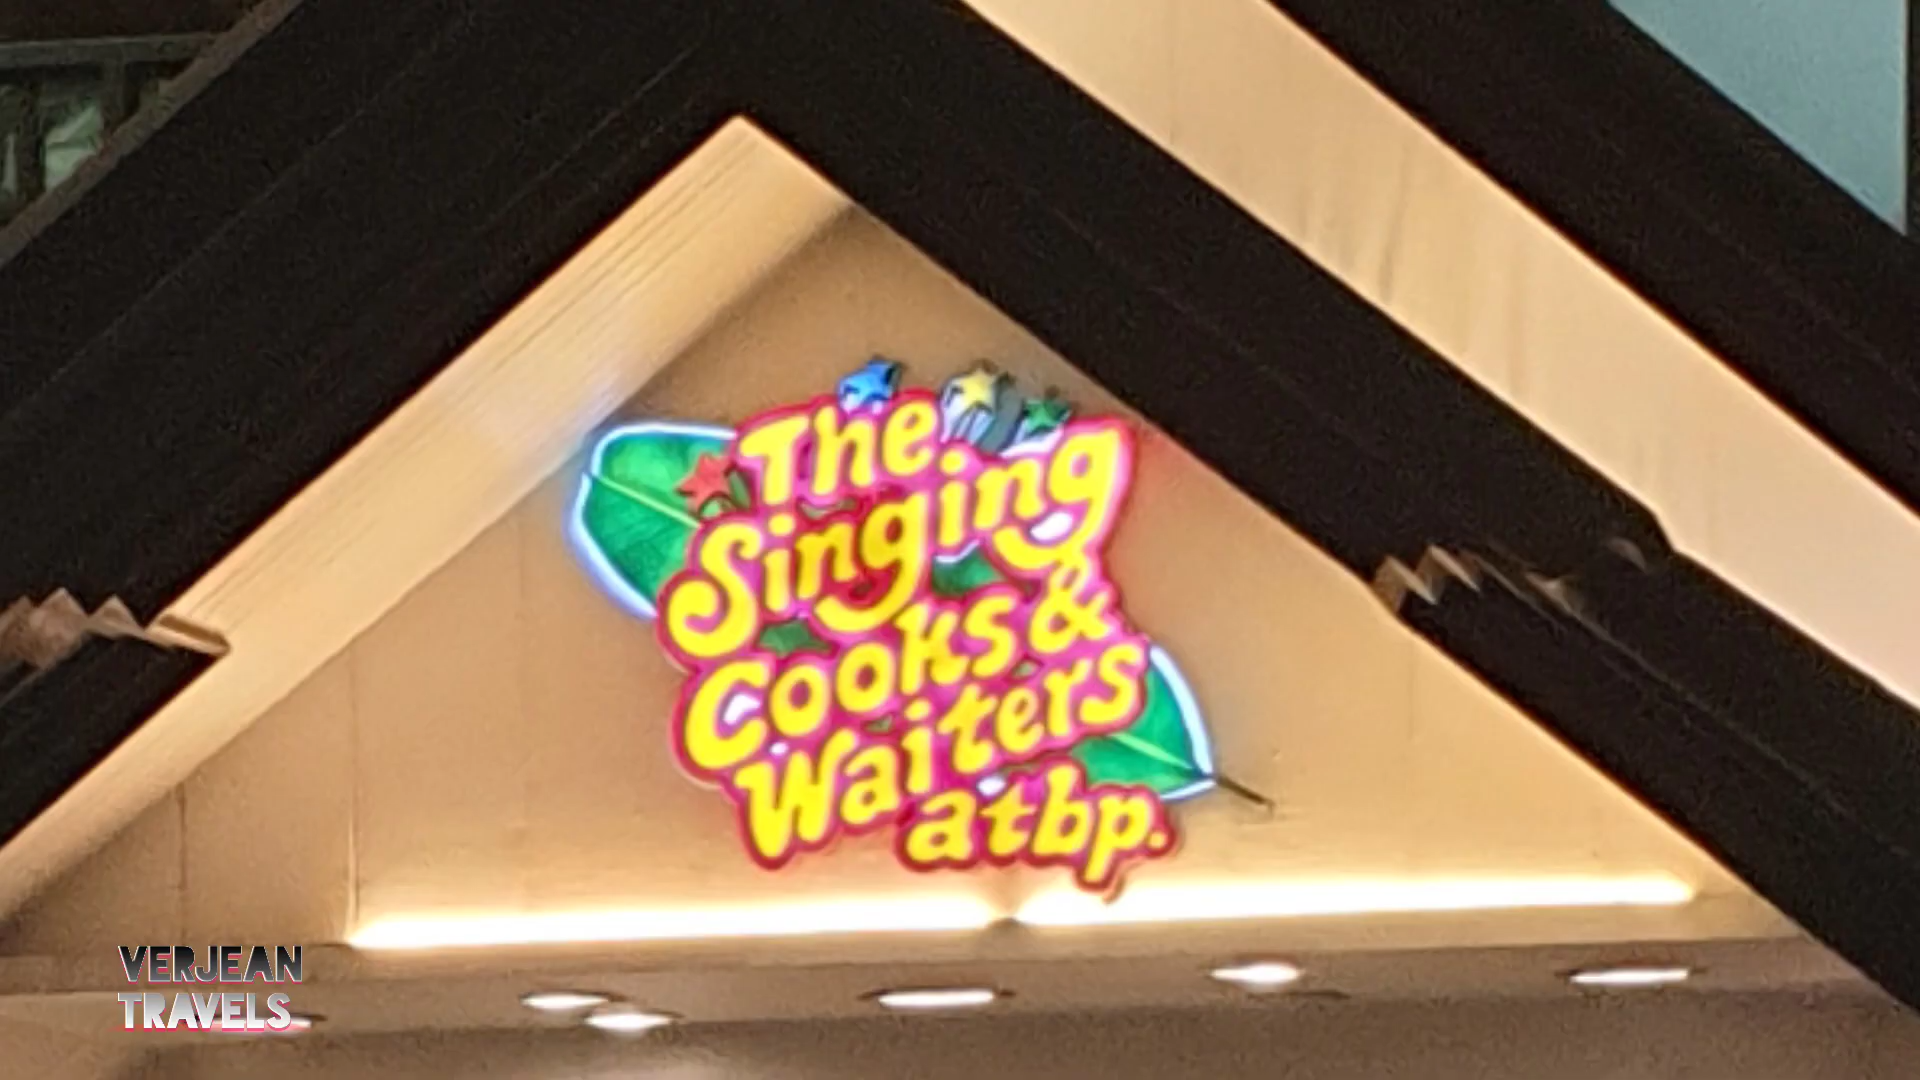 The
Singing
Cooks &
Waiters
atbp.
VERJEAN
TRAVELS